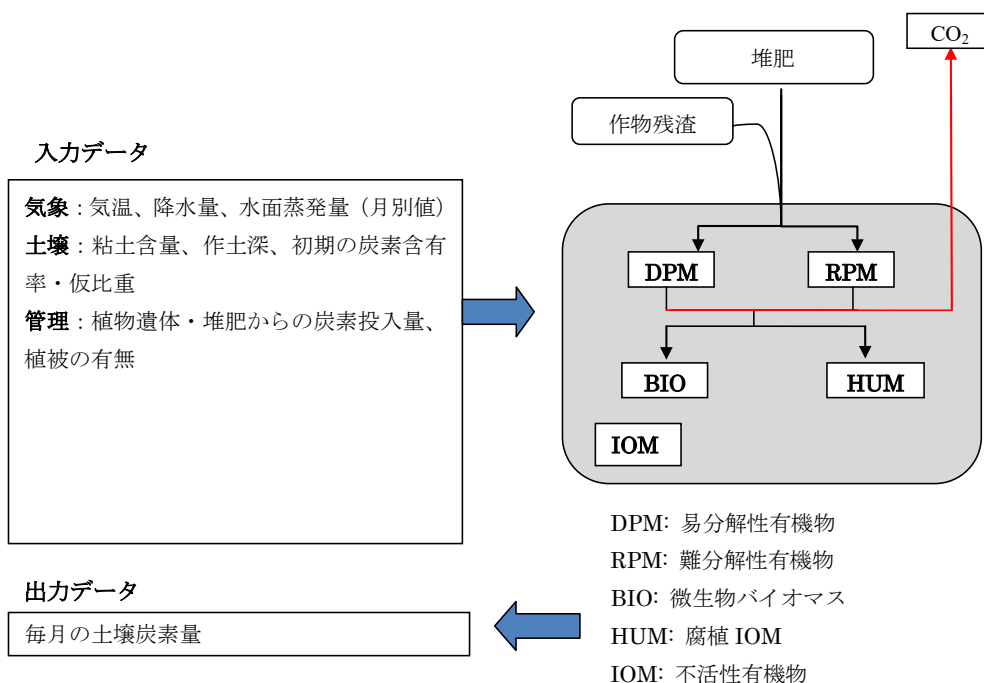 CO₂
堆肥
作物残渣
入力データ
気象：気温、降水量、水面蒸発量（月別値）
土壌：粘土含量、作土深、初期の炭素含有
率・仮比重
管理：植物遺体・堆肥からの炭素投入量、
植被の有無
DPM
RPM
BIO
HUM
IOM
DPM: 易分解性有機物
RPM: 難分解性有機物
BIO: 微生物バイオマス
HUM: 腐植 IOM
IOM: 不活性有機物
出力データ
毎月の土壌炭素量